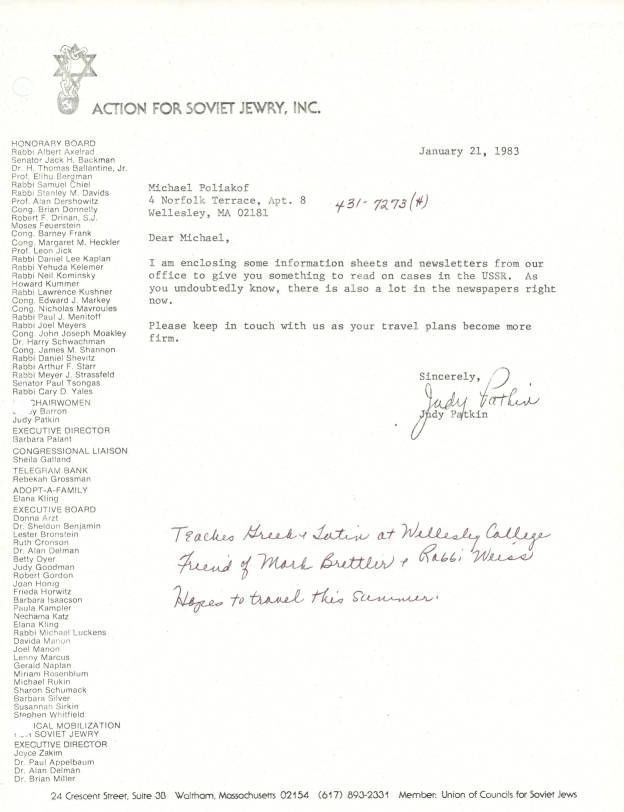 ACTION FOR SOVIET JEWRY, INC.
HONORARY BOARD
Rabbi Albert Axelrad
Senator Jack H. Backman
Dr. H. Thomas Ballantine, Jr.
Prof. Elihu Bergman
Rabbi Samuel Chiel
Rabbi Stanley M. Davids
Prof. Alan Dershowitz
Cong. Brian Donnelly
Robert F. Drinan, S.J.
Moses Feuerstein
Cong. Barney Frank
Cong. Margaret M. Heckler
Prof. Leon Jick
Rabbi Daniel Lee Kaplan
Rabbi Yehuda Kelemer
Rabbi Neil Kominsky
Howard Kummer
Rabbi Lawrence Kushner
Cong. Edward J. Markey
Cong. Nicholas Mavroules
Rabbi Paul J. Menitoff
Rabbi Joel Meyers
Cong. John Joseph Moakley
Dr. Harry Schwachman
Cong. James M. Shannon
Rabbi Daniel Shevitz
Rabbi Arthur F. Starr
Rabbi Meyer J. Strassfeld
Senator Paul Tsongas
Rabbi Cary D. Yales
CHAIRWOMEN
Barron
Judy Patkin
EXECUTIVE DIRECTOR
Barbara Palant
CONGRESSIONAL LIAISON
Sheila Galland
TELEGRAM BANK
Rebekah Grossman
ADOPT-A-FAMILY
Elana Kling
EXECUTIVE BOARD
Donna Arzt
Dr. Sheldon Benjamin
Lester Bronstein
Ruth Cronson
Dr. Alan Delman
Betty Dyer
Judy Goodman
Robert Gordon
Joan Honig
Frieda Horwitz
Barbara Isaacson
Paula Kampler
Nechama Katz
Elana Kling
Rabbi Michael Luckens
Davida Manon
Joel Manon
Lenny Marcus
Gerald Naplan
Miriam Rosenblum
Michael Rukin
Sharon Schumack
Barbara Silver
Susannah Sirkin
Stephen Whitfield
ICAL MOBILIZATION
SOVIET JEWRY
EXECUTIVE DIRECTOR
Joyce Zakim
Dr. Paul Appelbaum
Dr. Alan Delman
Dr. Brian Miller
January 21, 1983
Michael Poliakof
4 Norfolk Terrace, Apt. 8
Wellesley, MA 02181
431-7273(H)
Dear Michael,
I am enclosing some information sheets and newsletters from our
office to give you something to read on cases in the USSR. As
you undoubtedly know, there is also a lot in the newspapers right
now.
Please keep in touch with us as your travel plans become more
firm.
Sincerely,
Judy Patkin
Judy Patkin
Teaches Greek + Latin at Wellesley College
Friend of Mark Brettler + Rabbi Weiss
Hopes to travel this summer.
24 Crescent Street, Suite 3B Waltham, Massachusetts 02154 (617) 893-2331 Member: Union of Councils for Soviet Jews